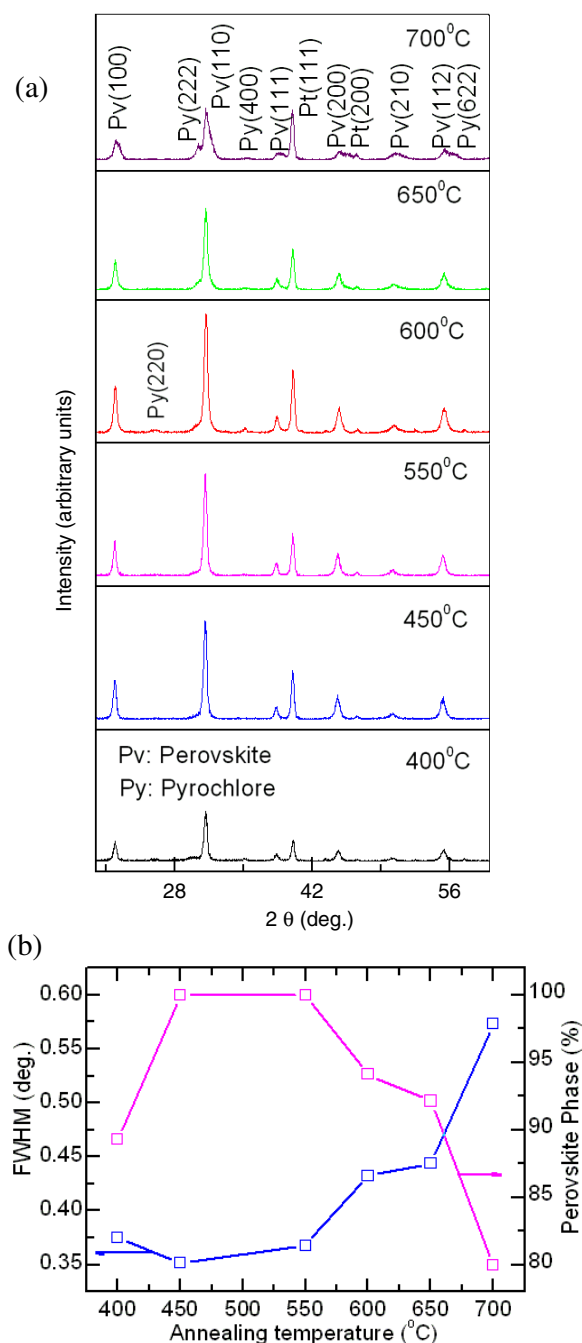 (a)
700⁰C
Pv(100)
Py(222)
Pv(110)
Py(400)
Pv(111)
Pt(111)
Pv(200)
Pt(200)
Pv(210)
Pv(112)
Py(622)
650⁰C
600⁰C
Py(220)
550⁰C
450⁰C
400⁰C
Pv: Perovskite
Py: Pyrochlore
Intensity (arbitrary units)
28 42 56
2 θ (deg.)
(b)
0.60 100
0.55 95
0.50 90
0.45
0.40 85
0.35 80
FWHM (deg.)
Perovskite Phase (%)
400 450 500 550 600 650 700
Annealing temperature (⁰C)